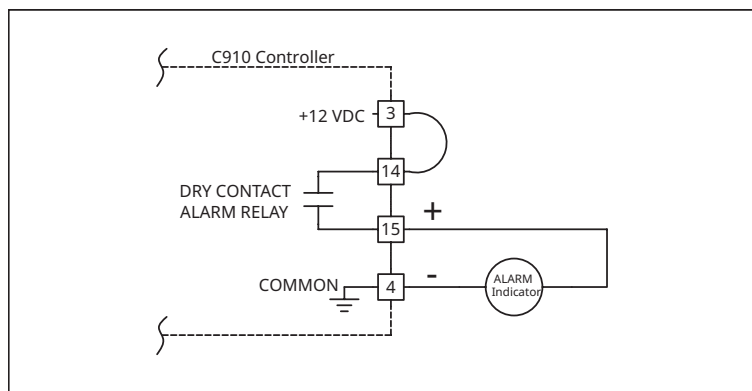 C910 Controller
+12 VDC
3
14
DRY CONTACT
ALARM RELAY
15
+
COMMON
4
-
ALARM
Indicator